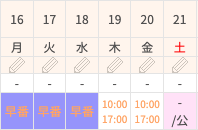 16 17 18 19 20 21
月 火 水 木 金 土
- - - - - -
早番 早番 早番 10:00 17:00 10:00 17:00 - /公